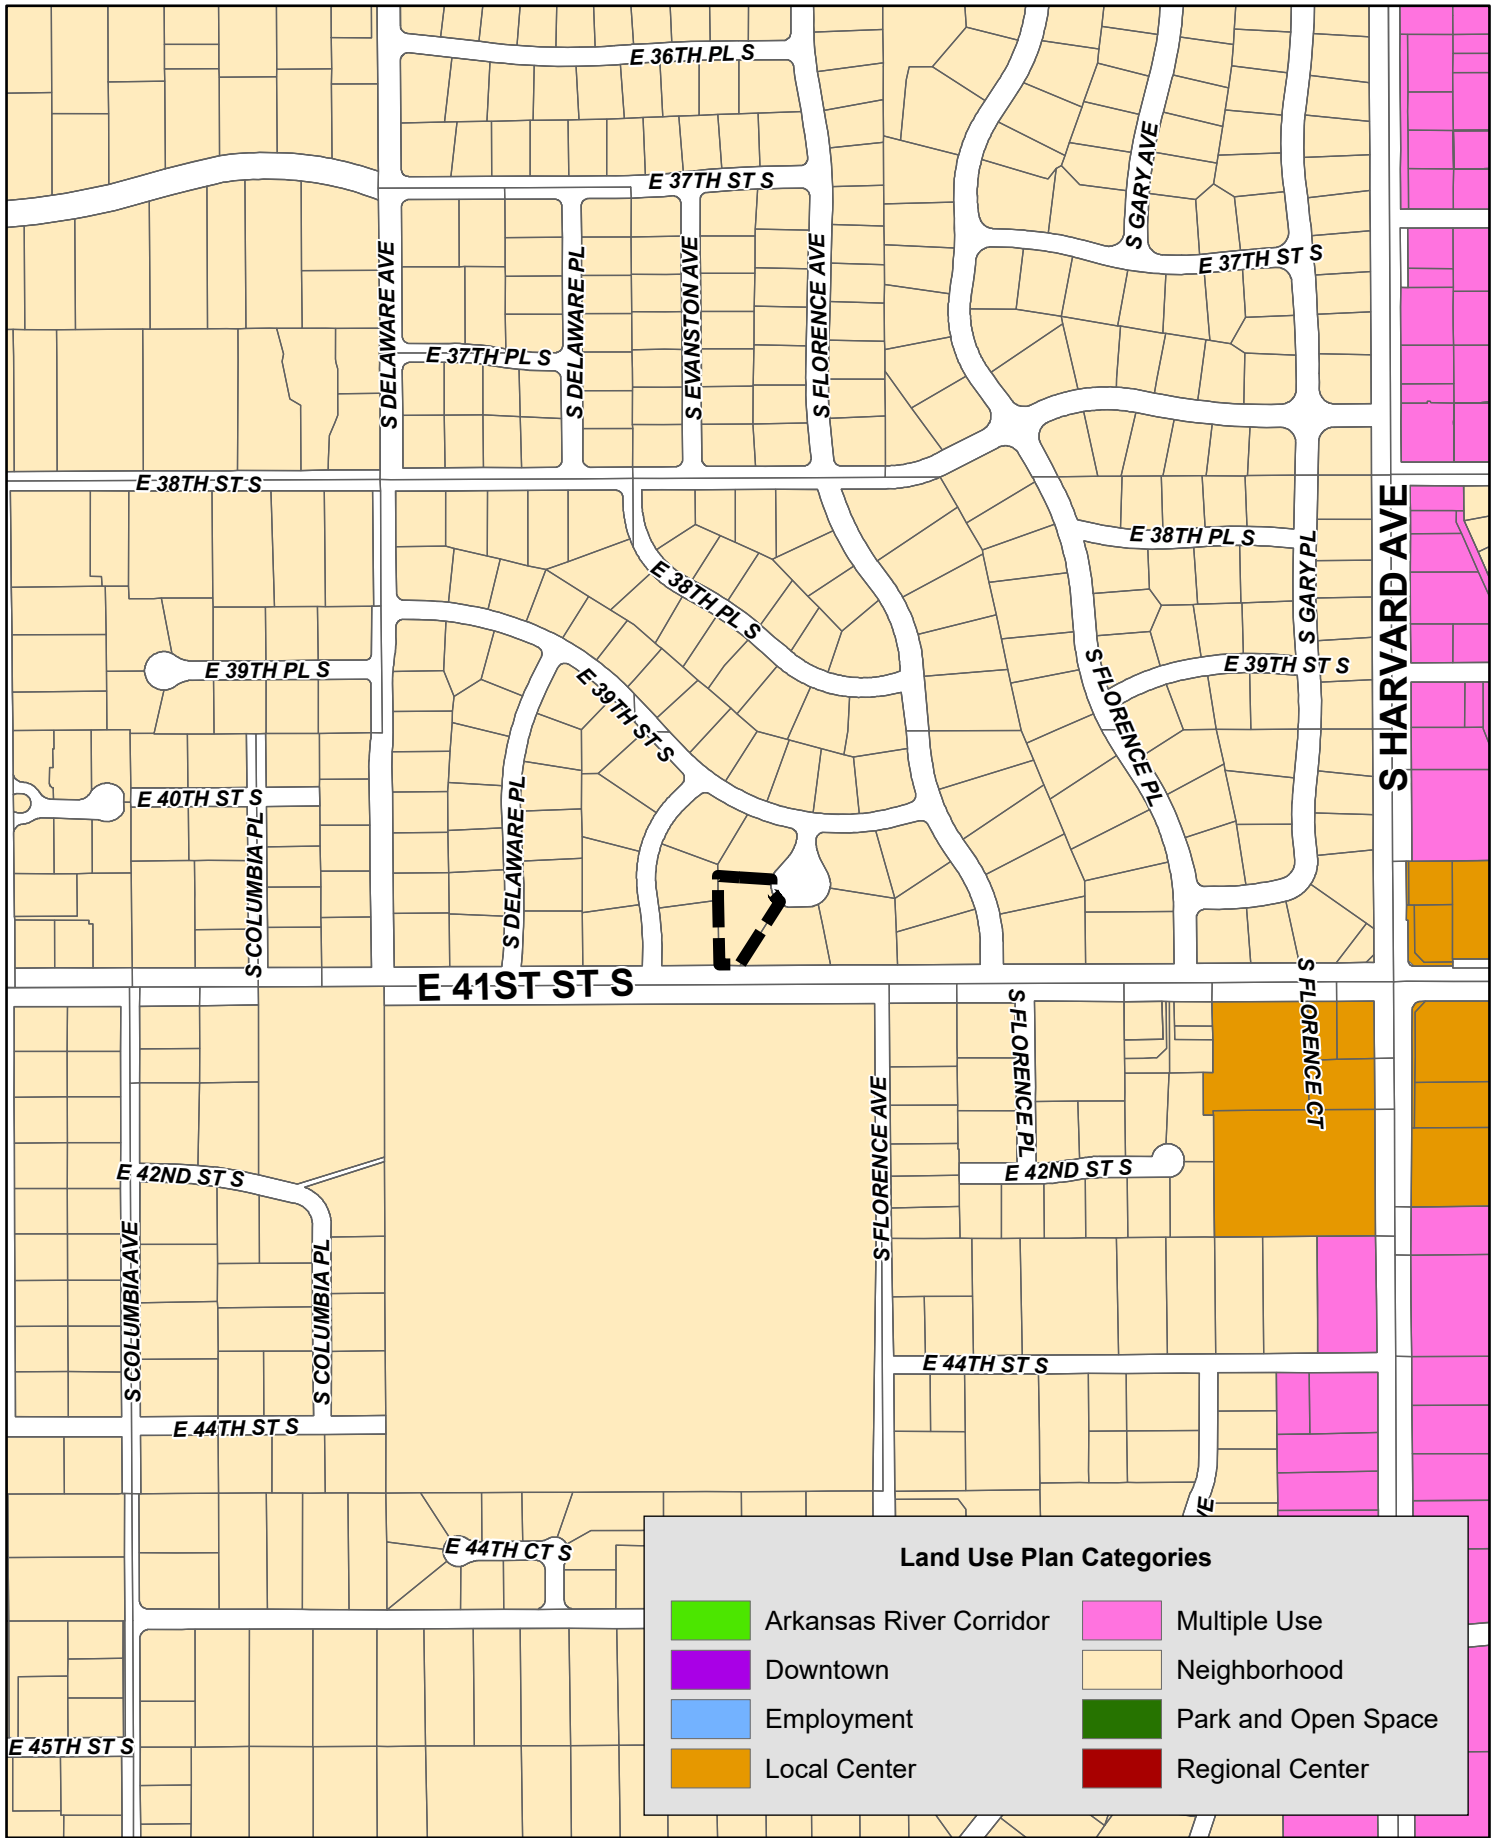 E 36TH PL S
S GARY AVE
E 37TH ST S
E 37TH ST S
S DELAWARE AVE
S DELAWARE PL
S EVANSTON AVE
S FLORENCE AVE
E 37TH PL S
E 38TH ST S
S HARVARD AVE
E 38TH PL S
S GARY PL
E 38TH PL S
E 39TH ST S
E 39TH PL S
S FLORENCE PL
E 39TH ST S
E 40TH ST S
S COLUMBIA PL
S DELAWARE PL
E 41ST ST S
S FLORENCE CT
S FLORENCE PL
S FLORENCE AVE
E 42ND ST S
E 42ND ST S
S COLUMBIA AVE
S COLUMBIA PL
E 44TH ST S
E 44TH ST S
VE
E 44TH CT S
E 45TH ST S
Land Use Plan Categories
Arkansas River Corridor
Downtown
Employment
Local Center
Multiple Use
Neighborhood
Park and Open Space
Regional Center